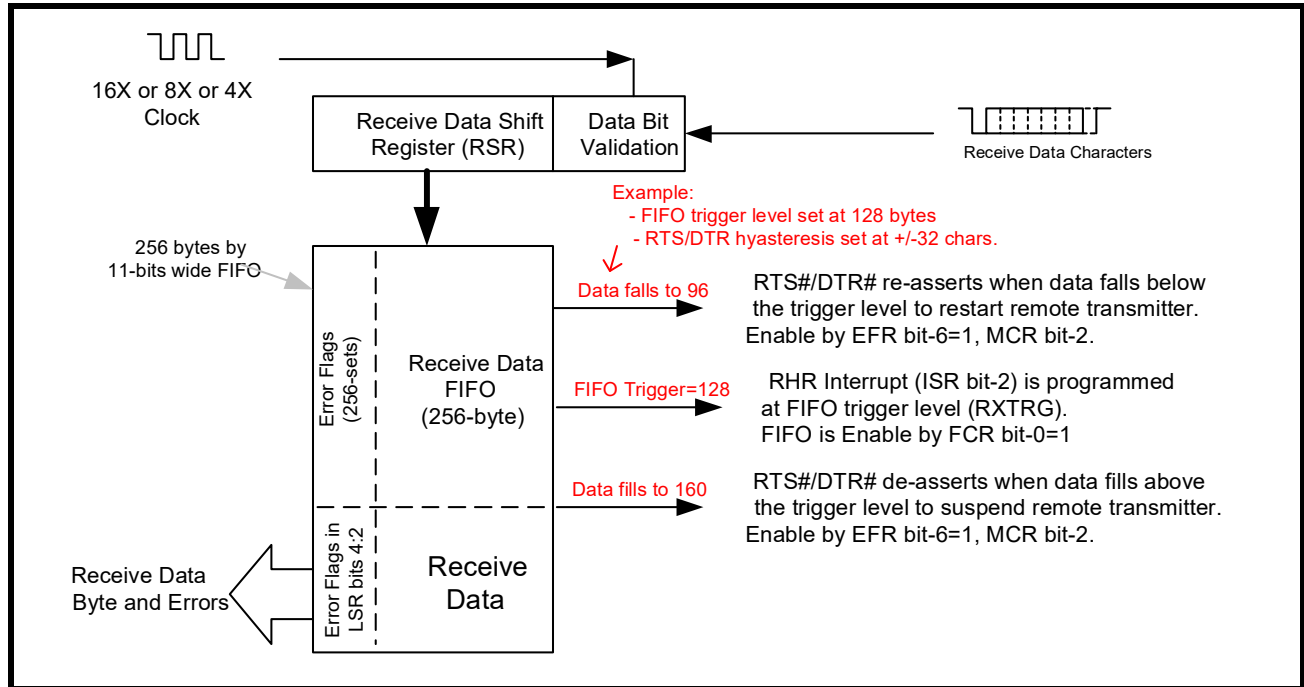 16X or 8X or 4X
Clock
Receive Data Shift
Register (RSR)
Data Bit
Validation
Receive Data Characters
Example:
- FIFO trigger level set at 128 bytes
- RTS/DTR hyasteresis set at +/-32 chars.
256 bytes by
11-bits wide FIFO
Error Flags
(256-sets)
Receive Data
FIFO
(256-byte)
Data falls to 96
RTS#/DTR# re-asserts when data falls below
the trigger level to restart remote transmitter.
Enable by EFR bit-6=1, MCR bit-2.
FIFO Trigger=128
RHR Interrupt (ISR bit-2) is programmed
at FIFO trigger level (RXTRG).
FIFO is Enable by FCR bit-0=1
Data fills to 160
RTS#/DTR# de-asserts when data fills above
the trigger level to suspend remote transmitter.
Enable by EFR bit-6=1, MCR bit-2.
Receive Data
Byte and Errors
Error Flags in
LSR bits 4:2
Receive
Data